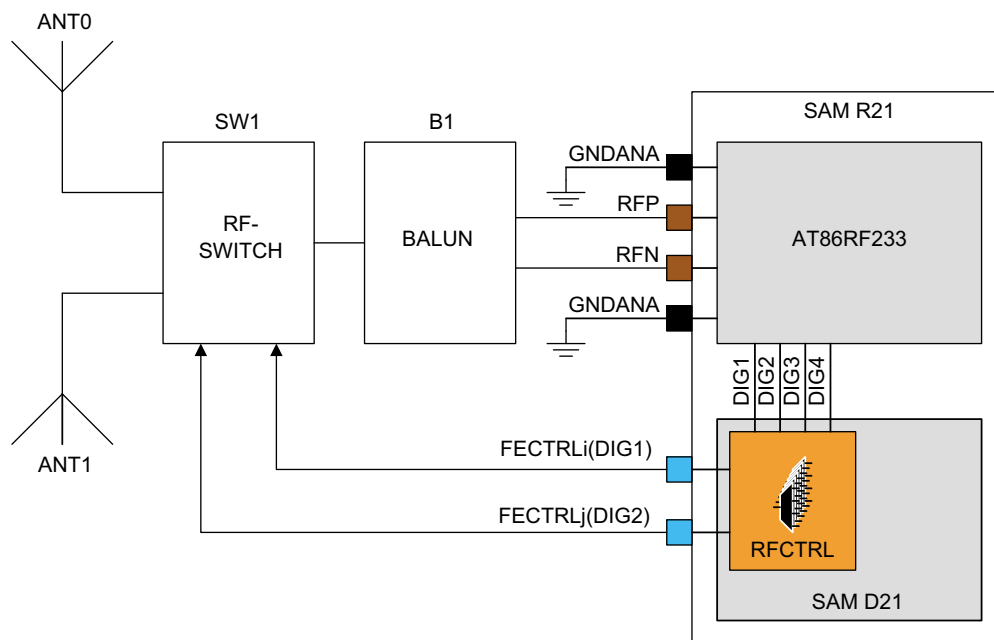 ANT0
SW1
B1
SAM R21
GNDANA
RFP
RF-
SWITCH
BALUN
AT86RF233
RFN
GNDANA
DIG1
DIG2
DIG3
DIG4
ANT1
FECTRLi(DIG1)
FECTRLj(DIG2)
RFCTRL
SAM D21